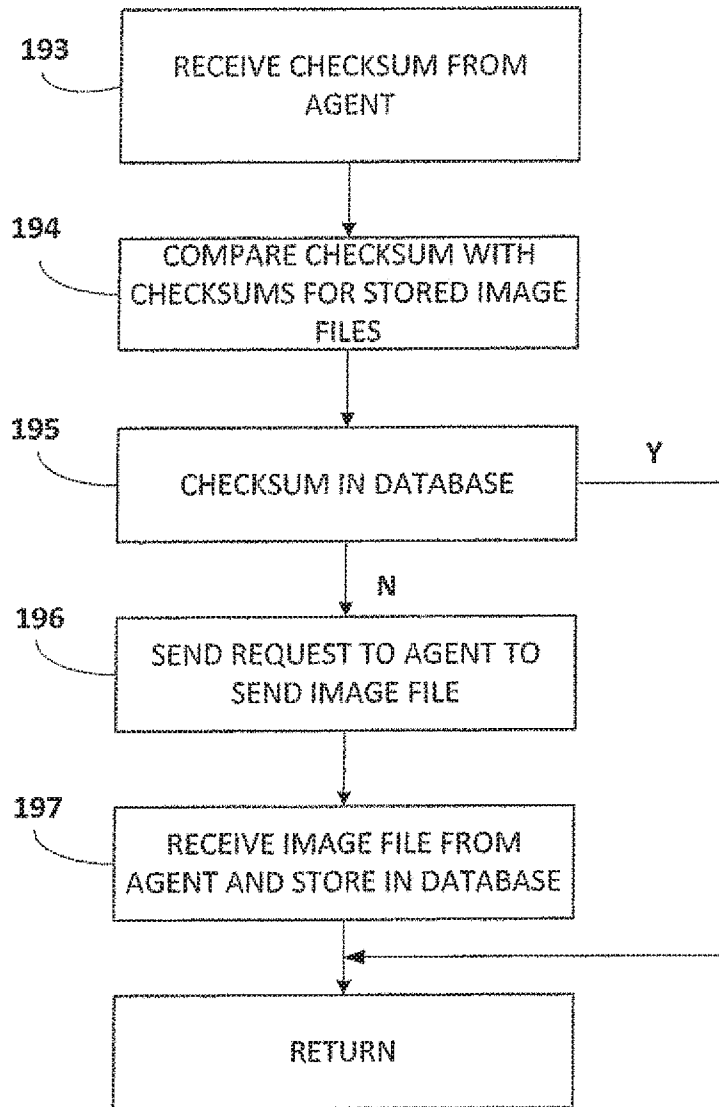 193
RECEIVE CHECKSUM FROM
AGENT
194
COMPARE CHECKSUM WITH
CHECKSUMS FOR STORED IMAGE
FILES
195
CHECKSUM IN DATABASE
Y
N
196
SEND REQUEST TO AGENT TO
SEND IMAGE FILE
197
RECEIVE IMAGE FILE FROM
AGENT AND STORE IN DATABASE
RETURN